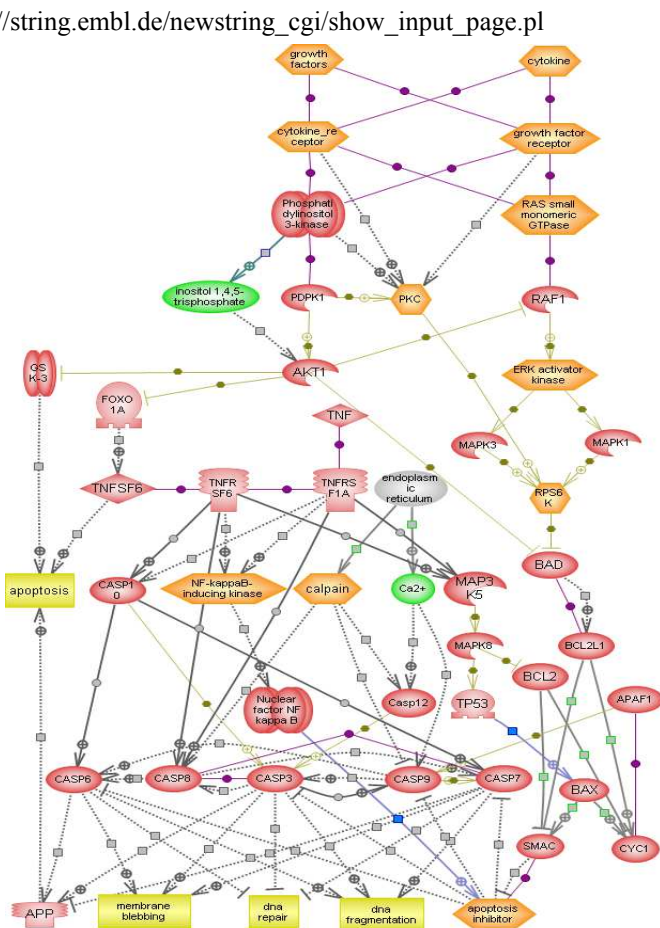 //string.embl.de/newstring_cgi/show_input_page.pl
growth
factors
cytokine
cytokine_re
ceptor
growth factor
receptor
Phosphati
dylinositol
3-kinase
RAS small
monomeric
GTPase
inositol 1,4,5-
trisphosphate
PDPK1
PKC
RAF1
GS
K-3
AKT1
ERK activator
kinase
FOXO
1A
TNF
MAPK3
MAPK1
TNFSF6
TNFR
SF6
TNFRS
F1A
endoplasm
ic
reticulum
RPS6
K
apoptosis
CASP1
0
NF-kappaB-
inducing kinase
calpain
Ca2+
MAP3
K5
BAD
MAPK8
BCL2L1
BCL2
Nuclear
factor NF
kappa B
Casp12
TP53
APAF1
CASP6
CASP8
CASP3
CASP9
CASP7
BAX
SMAC
CYC1
APP
membrane
blebbing
dna
repair
dna
fragmentation
apoptosis
inhibitor